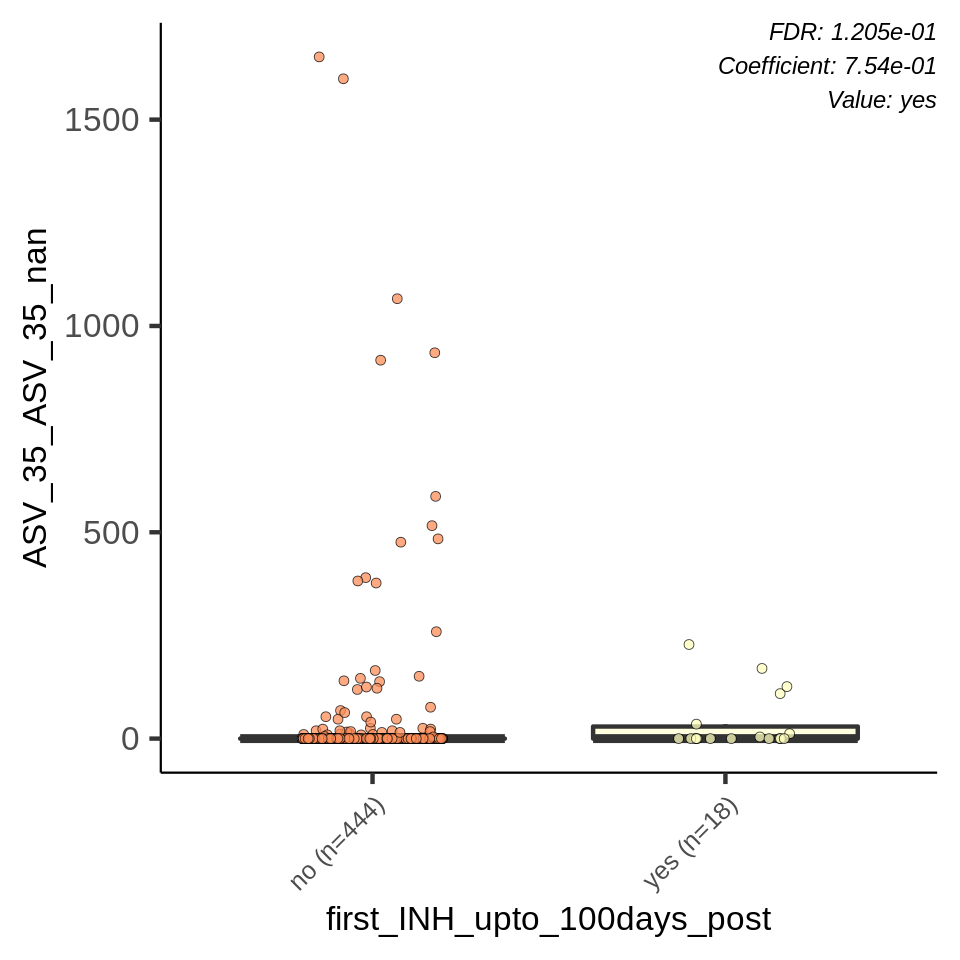 FDR: 1.205e-01
Coefficient: 7.54e-01
Value: yes
ASV_35_ASV_35_nan
1500
1000
500
0
no (n=444)
yes (n=18)
first_INH_upto_100days_post